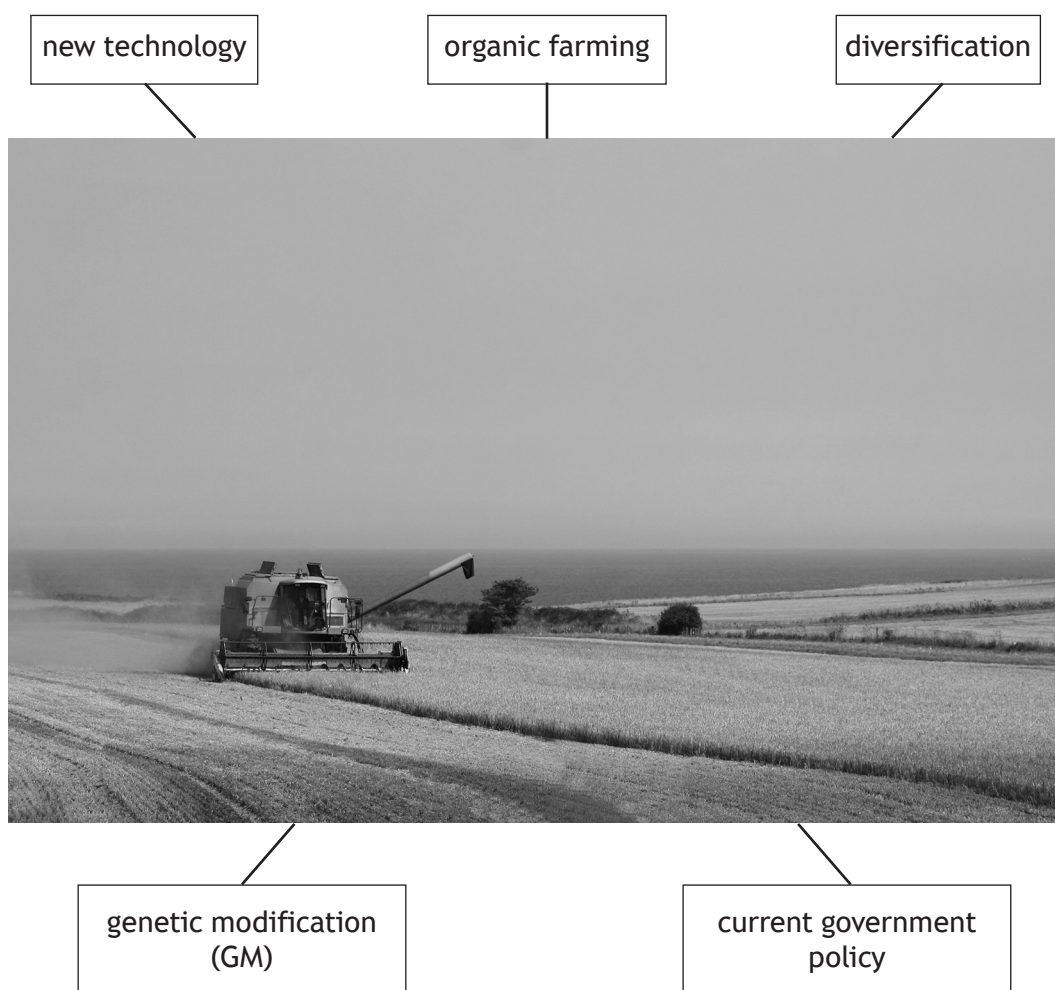 new technology
organic farming
diversification
genetic modification
(GM)
current government
policy